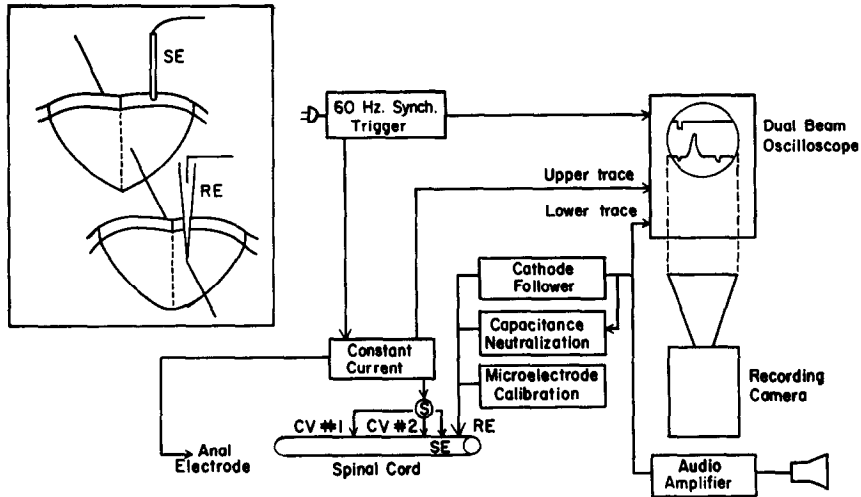 SE
RE
60 Hz. Synch.
Trigger
Dual Beam
Oscilloscope
Upper trace
Lower trace
Cathode
Follower
Capacitance
Neutralization
Microelectrode
Calibration
Constant
Current
S
CV #1
CV #2
RE
SE
Spinal Cord
Anal
Electrode
Recording
Camera
Audio
Amplifier